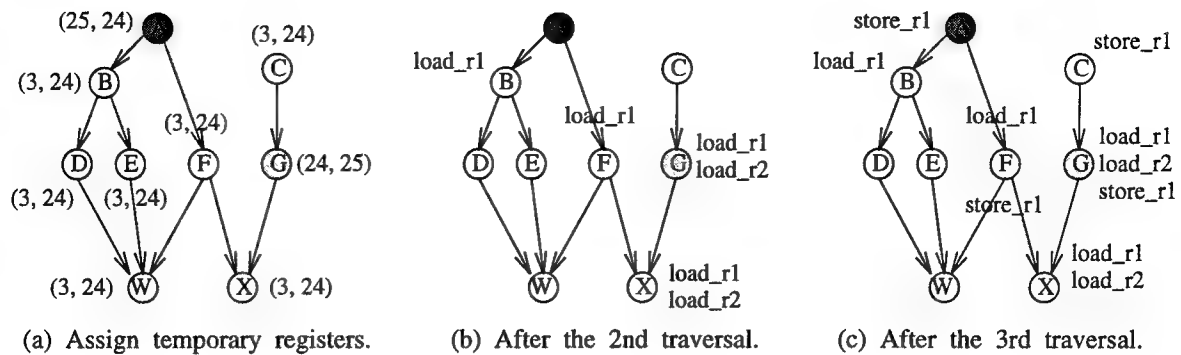 (25, 24)
(3, 24)
C
(3, 24)
B
(3, 24)
D
E
F
G
(24, 25)
(3, 24)
(3, 24)
(3, 24)
W
X
(3, 24)
(a) Assign temporary registers.
load_r1
B
C
load_r1
D
E
F
G
load_r1
load_r2
W
X
load_r1
load_r2
(b) After the 2nd traversal.
store_r1
store_r1
load_r1
B
C
load_r1
D
E
F
G
load_r1
load_r2
store_r1
store_r1
W
X
load_r1
load_r2
(c) After the 3rd traversal.